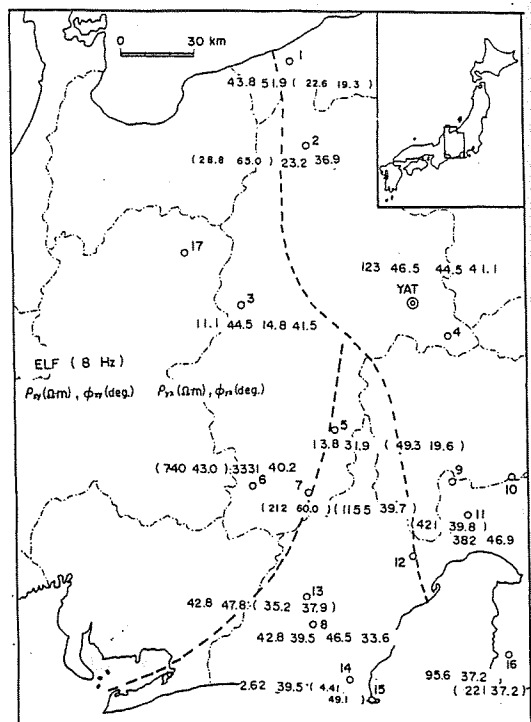 0 30 km
1
43.8 51.9 ( 22.6 19.3 )
2
( 28.8 65.0 ) 23.2 36.9
17
123 46.5 44.5 41.1
YAT
3
4
11.1 44.5 14.8 41.5
ELF ( 8 Hz )
ρxy(Ω·m) , φxy(deg.) ρyx(Ω·m) , φyx(deg.)
5
13.8 31.9 ( 49.3 19.6 )
( 740 43.0 ) 3331 40.2
6
7
9
10
( 212 60.0 ) ( 1155 39.7 )
11
( 421 39.8 )
382 46.9
12
13
42.8 47.8 ( 35.2 37.9 )
8
42.8 39.5 46.5 33.6
14
16
95.6 37.2
( 221 37.2 )
2.62 39.5 ( 4.41
49.1 )
15